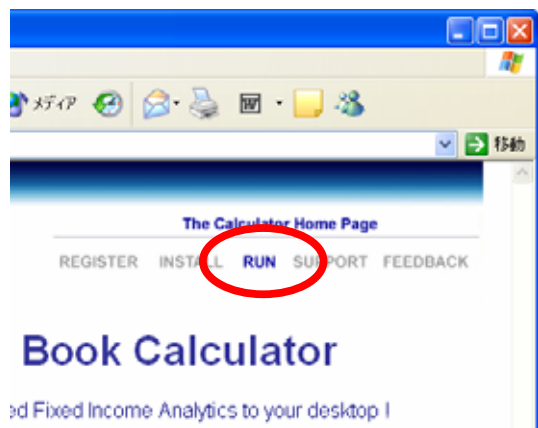 メディア
移動
The Calculator Home Page
REGISTER INSTALL RUN SUPPORT FEEDBACK
Book Calculator
ed Fixed Income Analytics to your desktop !